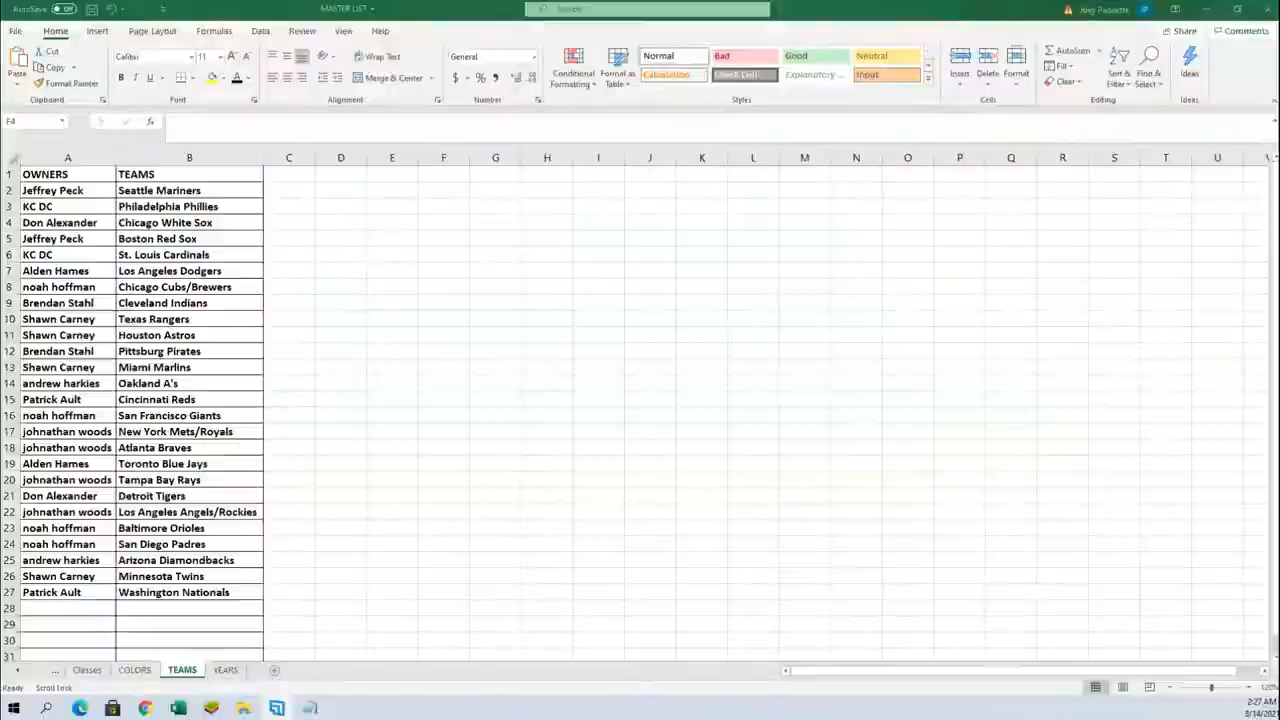 AutoSave Off MASTER LIST Search Joey Paquette JP
File Home Insert Page Layout Formulas Data Review View Help Share Comments
Paste Cut Copy Format Painter Clipboard
Calibri 11 A A B I U A Font
Wrap Text Merge & Center Alignment
General $ % Number
Conditional Formatting Format as Table
Normal Bad Good Neutral
Calculation Check Cell Explanatory ... Input
Styles
Insert Delete Format Cells
AutoSum Fill Clear Sort & Filter Find & Select Editing
Ideas Ideas
F4 fx
A B C D E F G H I J K L M N O P Q R S T U
1 OWNERS TEAMS
2 Jeffrey Peck Seattle Mariners
3 KC DC Philadelphia Phillies
4 Don Alexander Chicago White Sox
5 Jeffrey Peck Boston Red Sox
6 KC DC St. Louis Cardinals
7 Alden Hames Los Angeles Dodgers
8 noah hoffman Chicago Cubs/Brewers
9 Brendan Stahl Cleveland Indians
10 Shawn Carney Texas Rangers
11 Shawn Carney Houston Astros
12 Brendan Stahl Pittsburg Pirates
13 Shawn Carney Miami Marlins
14 andrew harkies Oakland A's
15 Patrick Ault Cincinnati Reds
16 noah hoffman San Francisco Giants
17 johnathan woods New York Mets/Royals
18 johnathan woods Atlanta Braves
19 Alden Hames Toronto Blue Jays
20 johnathan woods Tampa Bay Rays
21 Don Alexander Detroit Tigers
22 johnathan woods Los Angeles Angels/Rockies
23 noah hoffman Baltimore Orioles
24 noah hoffman San Diego Padres
25 andrew harkies Arizona Diamondbacks
26 Shawn Carney Minnesota Twins
27 Patrick Ault Washington Nationals
28
29
30
31
... Classes COLORS TEAMS YEARS
Ready Scroll Lock 120%
2:27 AM